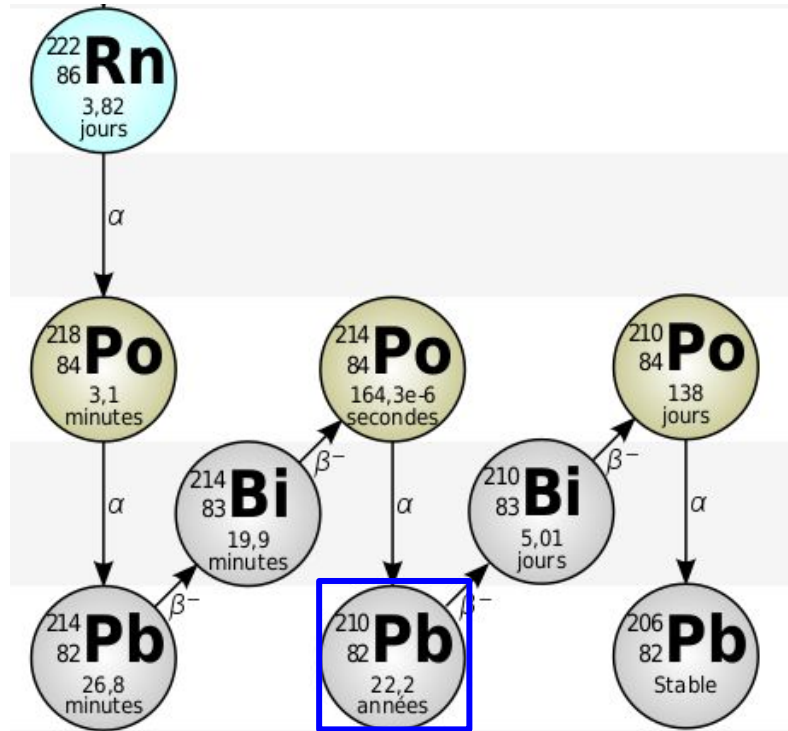 222
86 Rn
3,82
jours
α
218
84 Po
3,1
minutes
214
84 Po
164,3e-6
secondes
210
84 Po
138
jours
α
214
83 Bi
19,9
minutes
β−
α
210
83 Bi
5,01
jours
β−
α
214
82 Pb
26,8
minutes
β−
210
82 Pb
22,2
années
β−
206
82 Pb
Stable